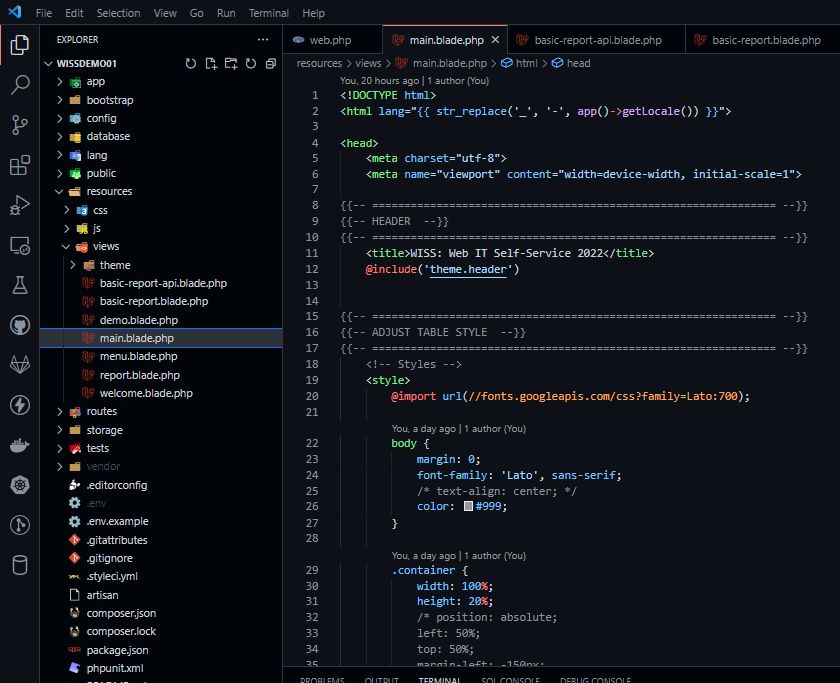 File Edit Selection View Go Run Terminal Help
EXPLORER
WISSDEMO01
app
bootstrap
config
database
lang
public
resources
css
js
views
theme
basic-report-api.blade.php
basic-report.blade.php
demo.blade.php
main.blade.php
menu.blade.php
report.blade.php
welcome.blade.php
routes
storage
tests
vendor
.editorconfig
.env
.env.example
.gitattributes
.gitignore
.styleci.yml
artisan
composer.json
composer.lock
package.json
phpunit.xml
web.php main.blade.php basic-report-api.blade.php basic-report.blade.php
resources > views > main.blade.php > html > head
You, 20 hours ago | 1 author (You)
1 <!DOCTYPE html>
2 <html lang="{{ str_replace('_', '-', app()->getLocale()) }}">
3
4 <head>
5 <meta charset="utf-8">
6 <meta name="viewport" content="width=device-width, initial-scale=1">
7
8 {{-- =============================================================== --}}
9 {{-- HEADER --}}
10 {{-- =============================================================== --}}
11 <title>WISS: Web IT Self-Service 2022</title>
12 @include('theme.header')
13
14
15 {{-- =============================================================== --}}
16 {{-- ADJUST TABLE STYLE --}}
17 {{-- =============================================================== --}}
18 <!-- Styles -->
19 <style>
20 @import url(//fonts.googleapis.com/css?family=Lato:700);
21
You, a day ago | 1 author (You)
22 body {
23 margin: 0;
24 font-family: 'Lato', sans-serif;
25 /* text-align: center; */
26 color: #999;
27 }
28
You, a day ago | 1 author (You)
29 .container {
30 width: 100%;
31 height: 20%;
32 /* position: absolute;
33 left: 50%;
34 top: 50%;
35 margin-left: -150px;
PROBLEMS OUTPUT TERMINAL SQL CONSOLE DEBUG CONSOLE